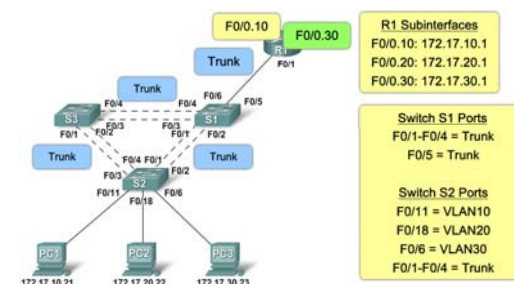 F0/0.10
F0/0.30
R1
Trunk
F0/1
Trunk
F0/6
F0/4
F0/4
F0/5
S3
S1
F0/1
F0/2
F0/3
F0/3
F0/1
F0/2
Trunk
Trunk
F0/4
F0/1
F0/3
F0/2
S2
F0/11
F0/6
F0/18
PC1
PC2
PC3
172.17.10.21
172.17.20.22
172.17.30.23
R1 Subinterfaces
F0/0.10: 172.17.10.1
F0/0.20: 172.17.20.1
F0/0.30: 172.17.30.1
Switch S1 Ports
F0/1-F0/4 = Trunk
F0/5 = Trunk
Switch S2 Ports
F0/11 = VLAN10
F0/18 = VLAN20
F0/6 = VLAN30
F0/1-F0/4 = Trunk